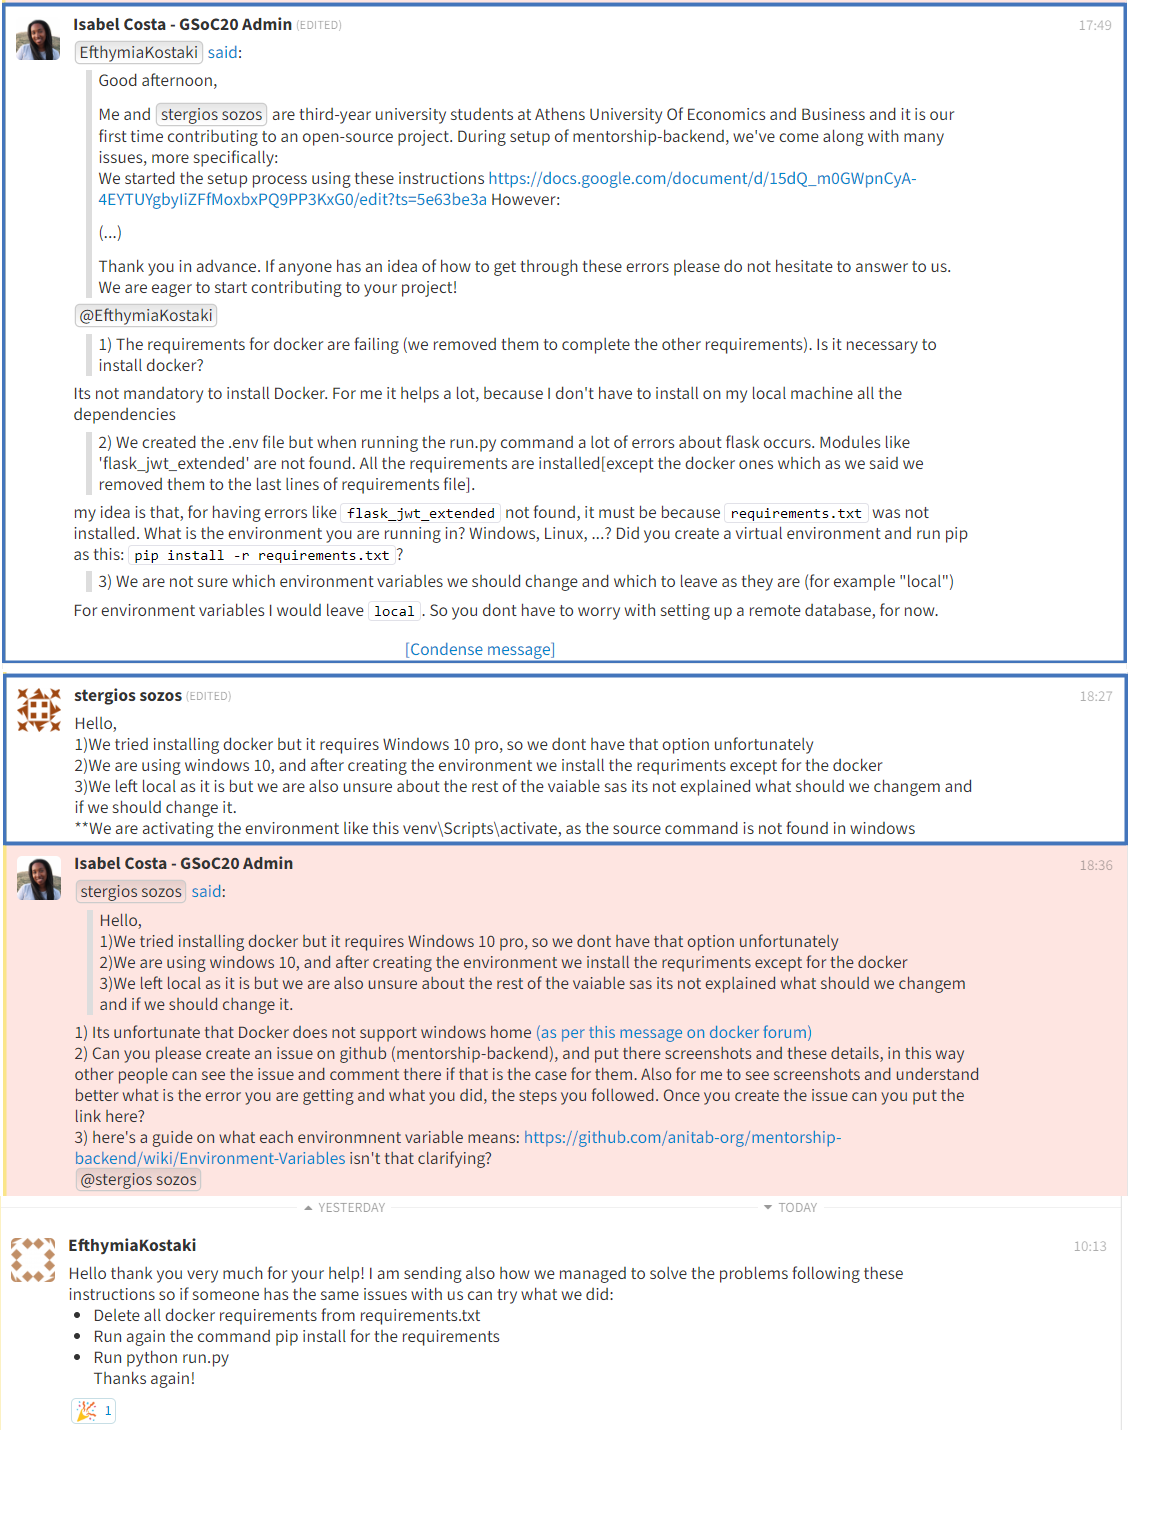 Isabel Costa - GSoC20 Admin (EDITED) 17:49
EfthymiaKostaki said:
Good afternoon,
Me and stergios sozos are third-year university students at Athens University Of Economics and Business and it is our
first time contributing to an open-source project. During setup of mentorship-backend, we've come along with many
issues, more specifically:
We started the setup process using these instructions https://docs.google.com/document/d/15dQ_m0GWpnCyA-
4EYTUYgbyIiZFfMoxbxPQ9PP3KxG0/edit?ts=5e63be3a However:
(...)
Thank you in advance. If anyone has an idea of how to get through these errors please do not hesitate to answer to us.
We are eager to start contributing to your project!
@EfthymiaKostaki
1) The requirements for docker are failing (we removed them to complete the other requirements). Is it necessary to
install docker?
Its not mandatory to install Docker. For me it helps a lot, because I don't have to install on my local machine all the
dependencies
2) We created the .env file but when running the run.py command a lot of errors about flask occurs. Modules like
'flask_jwt_extended' are not found. All the requirements are installed[except the docker ones which as we said we
removed them to the last lines of requirements file].
my idea is that, for having errors like flask_jwt_extended not found, it must be because requirements.txt was not
installed. What is the environment you are running in? Windows, Linux, ...? Did you create a virtual environment and run pip
as this: pip install -r requirements.txt ?
3) We are not sure which environment variables we should change and which to leave as they are (for example "local")
For environment variables I would leave local . So you dont have to worry with setting up a remote database, for now.
[Condense message]
stergios sozos (EDITED) 18:27
Hello,
1)We tried installing docker but it requires Windows 10 pro, so we dont have that option unfortunately
2)We are using windows 10, and after creating the environment we install the requriments except for the docker
3)We left local as it is but we are also unsure about the rest of the vaiable sas its not explained what should we changem and
if we should change it.
**We are activating the environment like this venv\Scripts\activate, as the source command is not found in windows
Isabel Costa - GSoC20 Admin 18:36
stergios sozos said:
Hello,
1)We tried installing docker but it requires Windows 10 pro, so we dont have that option unfortunately
2)We are using windows 10, and after creating the environment we install the requriments except for the docker
3)We left local as it is but we are also unsure about the rest of the vaiable sas its not explained what should we changem
and if we should change it.
1) Its unfortunate that Docker does not support windows home (as per this message on docker forum)
2) Can you please create an issue on github (mentorship-backend), and put there screenshots and these details, in this way
other people can see the issue and comment there if that is the case for them. Also for me to see screenshots and understand
better what is the error you are getting and what you did, the steps you followed. Once you create the issue can you put the
link here?
3) here's a guide on what each environmnent variable means: https://github.com/anitab-org/mentorship-
backend/wiki/Environment-Variables isn't that clarifying?
@stergios sozos
YESTERDAY TODAY
EfthymiaKostaki 10:13
Hello thank you very much for your help! I am sending also how we managed to solve the problems following these
instructions so if someone has the same issues with us can try what we did:
• Delete all docker requirements from requirements.txt
• Run again the command pip install for the requirements
• Run python run.py
Thanks again!
1